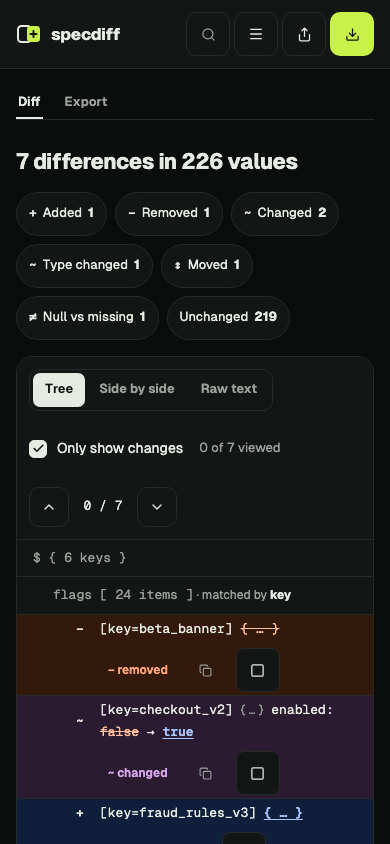 specdiff
Diff Export
7 differences in 226 values
+ Added 1 − Removed 1 ~ Changed 2
~ Type changed 1 ↕ Moved 1
≠ Null vs missing 1 Unchanged 219
Tree Side by side Raw text
Only show changes 0 of 7 viewed
0 / 7
$ { 6 keys }
flags [ 24 items ] · matched by key
− [key=beta_banner] { … }
− removed
~ [key=checkout_v2] {…} enabled:
false → true
~ changed
+ [key=fraud_rules_v3] { … }